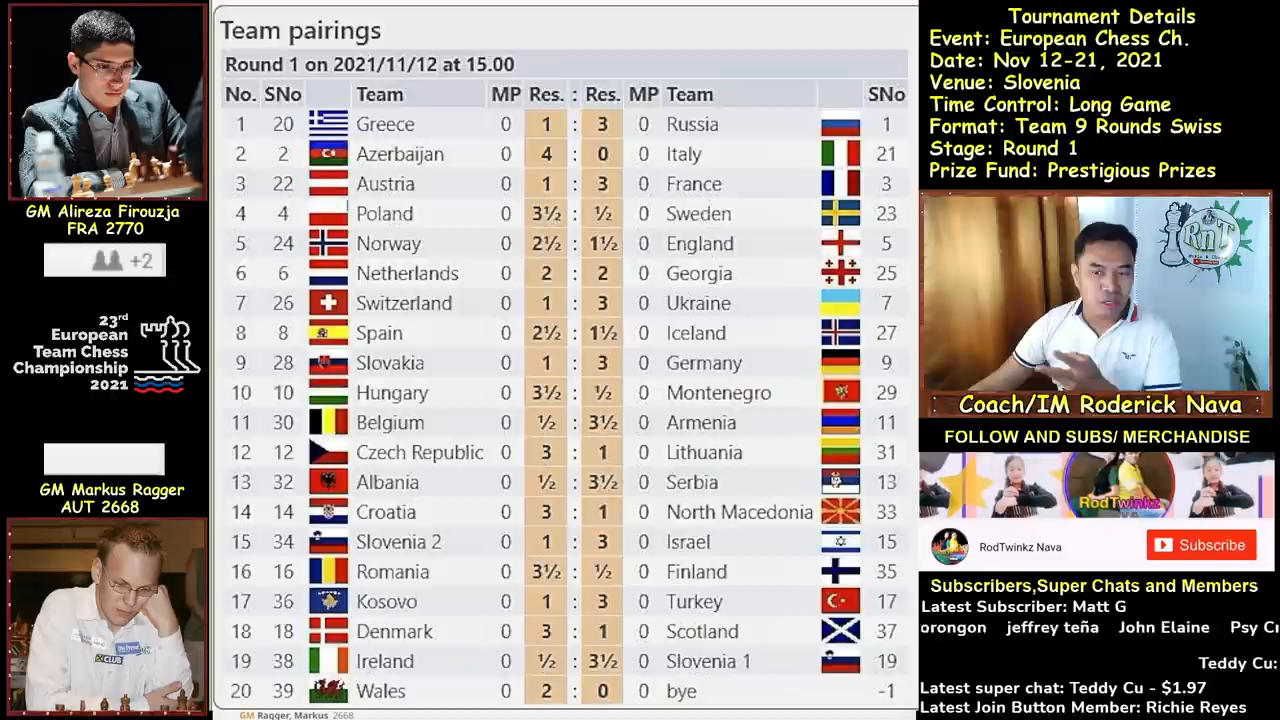 GM Alireza Firouzja
FRA 2770
+2
23rd
European
Team Chess
Championship
2021
GM Markus Ragger
AUT 2668
CLUB
Team pairings
Round 1 on 2021/11/12 at 15.00
No. SNo Team MP Res. : Res. MP Team SNo
1 20 Greece 0 1 : 3 0 Russia 1
2 2 Azerbaijan 0 4 : 0 0 Italy 21
3 22 Austria 0 1 : 3 0 France 3
4 4 Poland 0 3½ : ½ 0 Sweden 23
5 24 Norway 0 2½ : 1½ 0 England 5
6 6 Netherlands 0 2 : 2 0 Georgia 25
7 26 Switzerland 0 1 : 3 0 Ukraine 7
8 8 Spain 0 2½ : 1½ 0 Iceland 27
9 28 Slovakia 0 1 : 3 0 Germany 9
10 10 Hungary 0 3½ : ½ 0 Montenegro 29
11 30 Belgium 0 ½ : 3½ 0 Armenia 11
12 12 Czech Republic 0 3 : 1 0 Lithuania 31
13 32 Albania 0 ½ : 3½ 0 Serbia 13
14 14 Croatia 0 3 : 1 0 North Macedonia 33
15 34 Slovenia 2 0 1 : 3 0 Israel 15
16 16 Romania 0 3½ : ½ 0 Finland 35
17 36 Kosovo 0 1 : 3 0 Turkey 17
18 18 Denmark 0 3 : 1 0 Scotland 37
19 38 Ireland 0 ½ : 3½ 0 Slovenia 1 19
20 39 Wales 0 2 : 0 0 bye -1
GM Ragger, Markus 2668
Tournament Details
Event: European Chess Ch.
Date: Nov 12-21, 2021
Venue: Slovenia
Time Control: Long Game
Format: Team 9 Rounds Swiss
Stage: Round 1
Prize Fund: Prestigious Prizes
RnT
Coach/IM Roderick Nava
FOLLOW AND SUBS/ MERCHANDISE
RodTwinkz
RodTwinkz Nava
Subscribe
Subscribers,Super Chats and Members
Latest Subscriber: Matt G
orongon jeffrey teña John Elaine Psy
Teddy Cu:
Latest super chat: Teddy Cu - $1.97
Latest Join Button Member: Richie Reyes